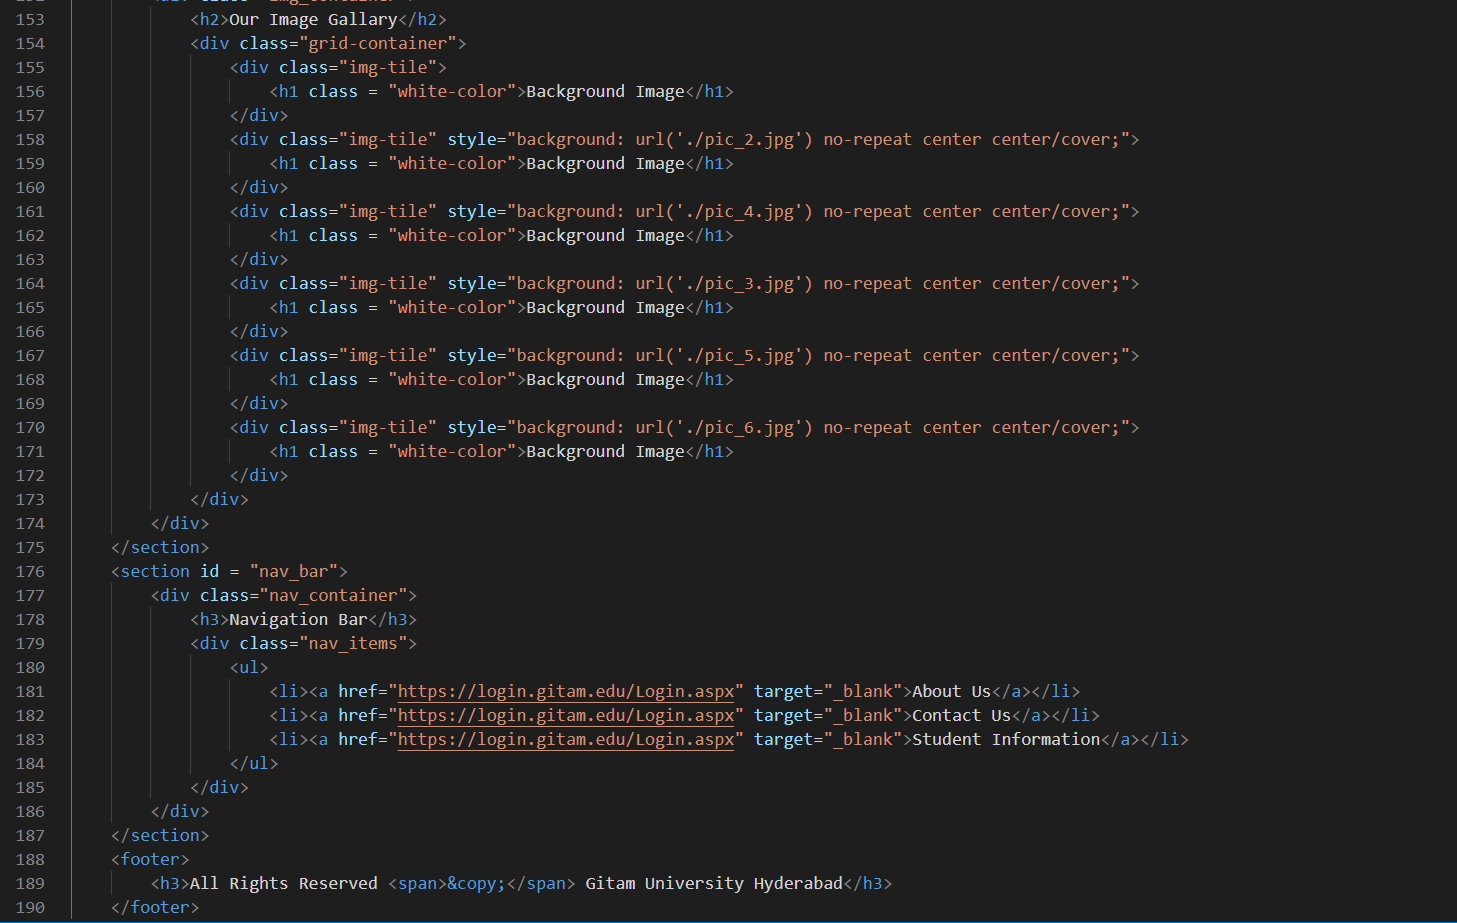 153 <h2>Our Image Gallary</h2>
154 <div class="grid-container">
155 <div class="img-tile">
156 <h1 class = "white-color">Background Image</h1>
157 </div>
158 <div class="img-tile" style="background: url('./pic_2.jpg') no-repeat center center/cover;">
159 <h1 class = "white-color">Background Image</h1>
160 </div>
161 <div class="img-tile" style="background: url('./pic_4.jpg') no-repeat center center/cover;">
162 <h1 class = "white-color">Background Image</h1>
163 </div>
164 <div class="img-tile" style="background: url('./pic_3.jpg') no-repeat center center/cover;">
165 <h1 class = "white-color">Background Image</h1>
166 </div>
167 <div class="img-tile" style="background: url('./pic_5.jpg') no-repeat center center/cover;">
168 <h1 class = "white-color">Background Image</h1>
169 </div>
170 <div class="img-tile" style="background: url('./pic_6.jpg') no-repeat center center/cover;">
171 <h1 class = "white-color">Background Image</h1>
172 </div>
173 </div>
174 </div>
175 </section>
176 <section id = "nav_bar">
177 <div class="nav_container">
178 <h3>Navigation Bar</h3>
179 <div class="nav_items">
180 <ul>
181 <li><a href="https://login.gitam.edu/Login.aspx" target="_blank">About Us</a></li>
182 <li><a href="https://login.gitam.edu/Login.aspx" target="_blank">Contact Us</a></li>
183 <li><a href="https://login.gitam.edu/Login.aspx" target="_blank">Student Information</a></li>
184 </ul>
185 </div>
186 </div>
187 </section>
188 <footer>
189 <h3>All Rights Reserved <span>&copy;</span> Gitam University Hyderabad</h3>
190 </footer>